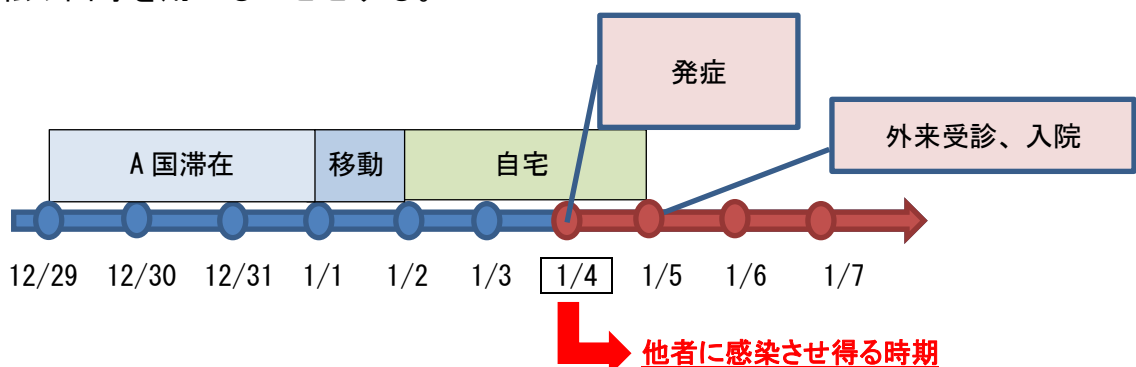 発症
外来受診、入院
A国滞在
移動
自宅
12/29
12/30
12/31
1/1
1/2
1/3
1/4
1/5
1/6
1/7
他者に感染させ得る時期